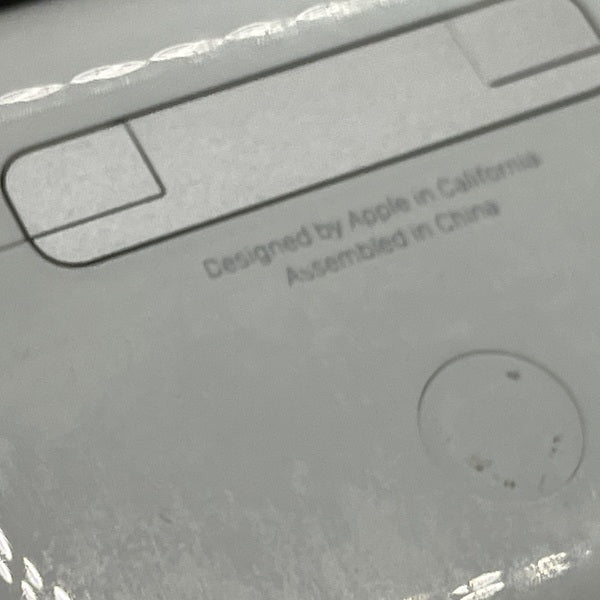 Designed by Apple in California
Assembled in China